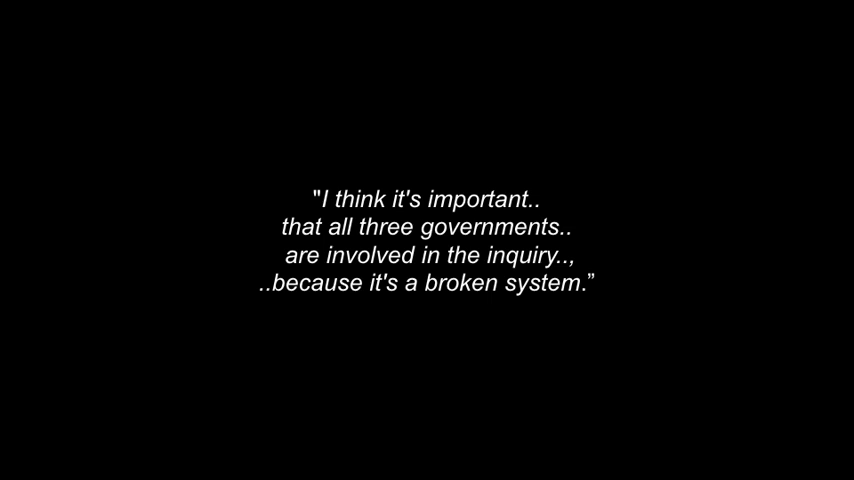 "I think it's important..
that all three governments..
are involved in the inquiry..,
..because it's a broken system.”